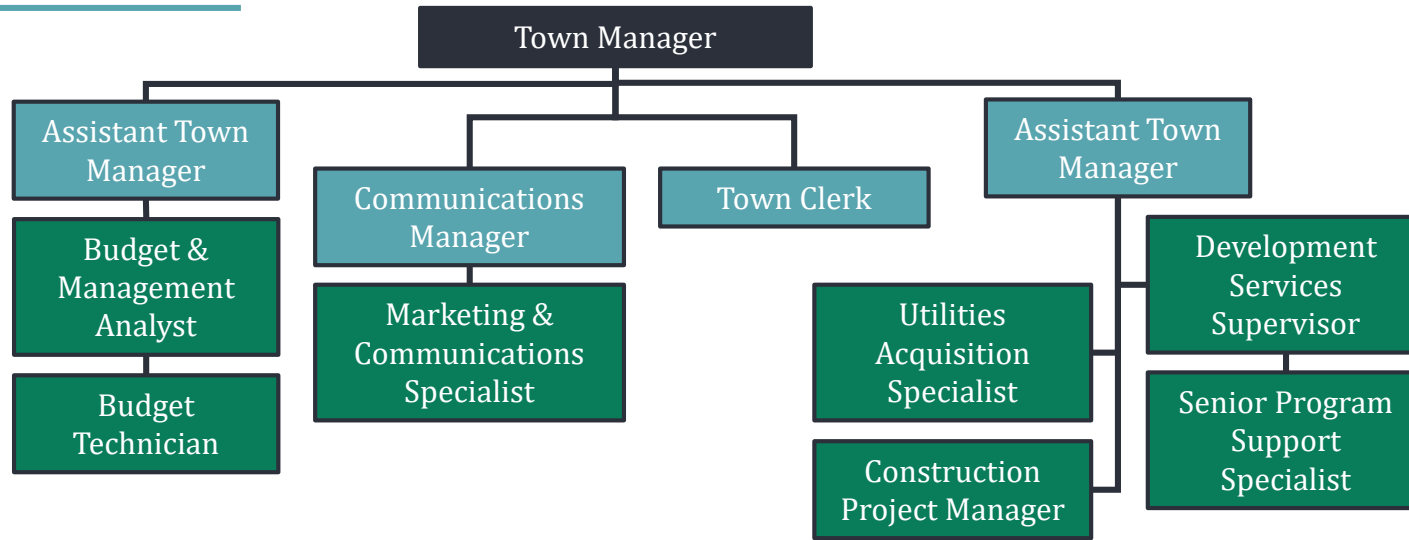 Town Manager
Assistant Town
Manager
Budget &
Management
Analyst
Budget
Technician
Communications
Manager
Marketing &
Communications
Specialist
Town Clerk
Assistant Town
Manager
Utilities
Acquisition
Specialist
Construction
Project Manager
Development
Services
Supervisor
Senior Program
Support
Specialist